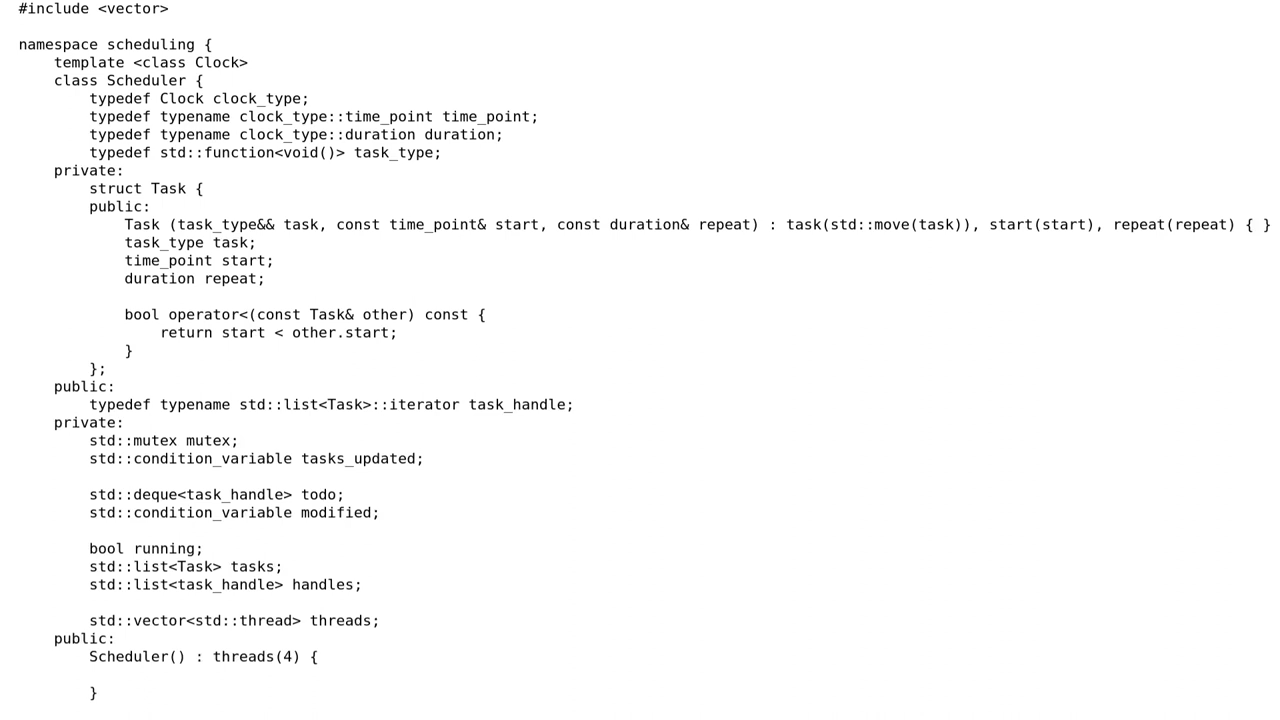 #include <vector>

namespace scheduling {
    template <class Clock>
    class Scheduler {
        typedef Clock clock_type;
        typedef typename clock_type::time_point time_point;
        typedef typename clock_type::duration duration;
        typedef std::function<void()> task_type;
    private:
        struct Task {
        public:
            Task (task_type&& task, const time_point& start, const duration& repeat) : task(std::move(task)), start(start), repeat(repeat) { }
            task_type task;
            time_point start;
            duration repeat;

            bool operator<(const Task& other) const {
                return start < other.start;
            }
        };
    public:
        typedef typename std::list<Task>::iterator task_handle;
    private:
        std::mutex mutex;
        std::condition_variable tasks_updated;

        std::deque<task_handle> todo;
        std::condition_variable modified;

        bool running;
        std::list<Task> tasks;
        std::list<task_handle> handles;

        std::vector<std::thread> threads;
    public:
        Scheduler() : threads(4) {

        }